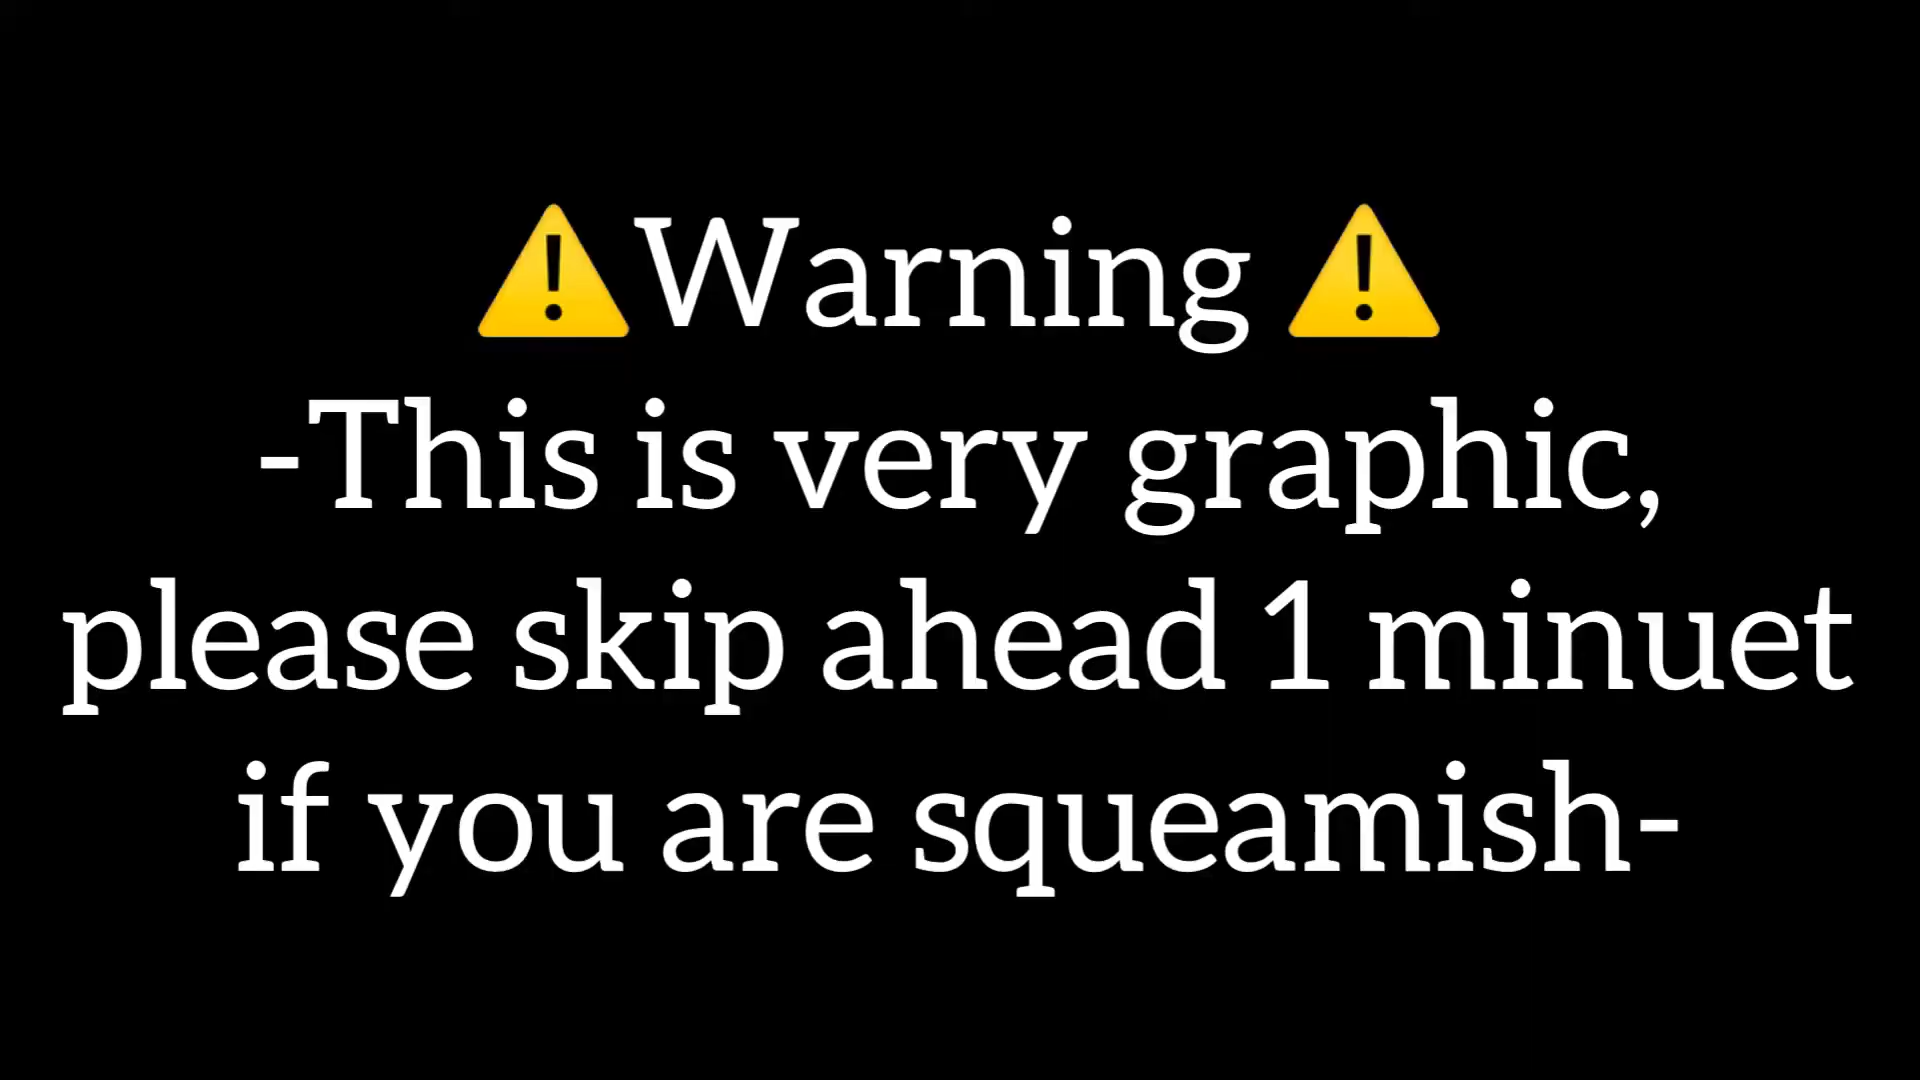 ⚠️Warning ⚠️
-This is very graphic,
please skip ahead 1 minuet
if you are squeamish-